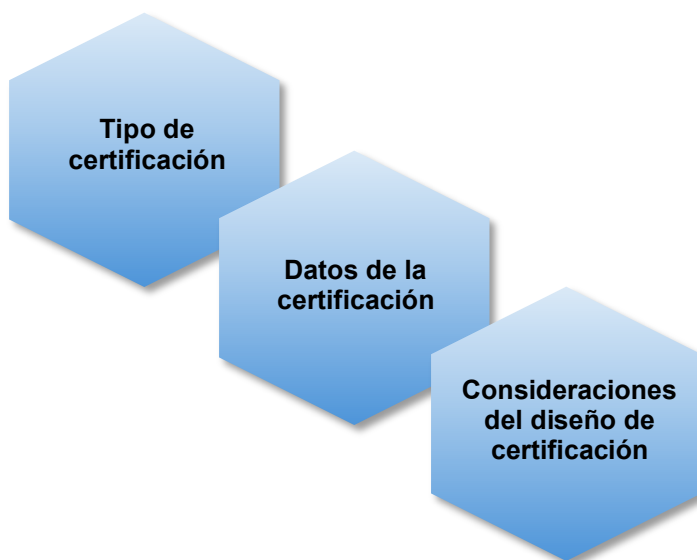 Tipo de
certificación
Datos de la
certificación
Consideraciones
del diseño de
certificación